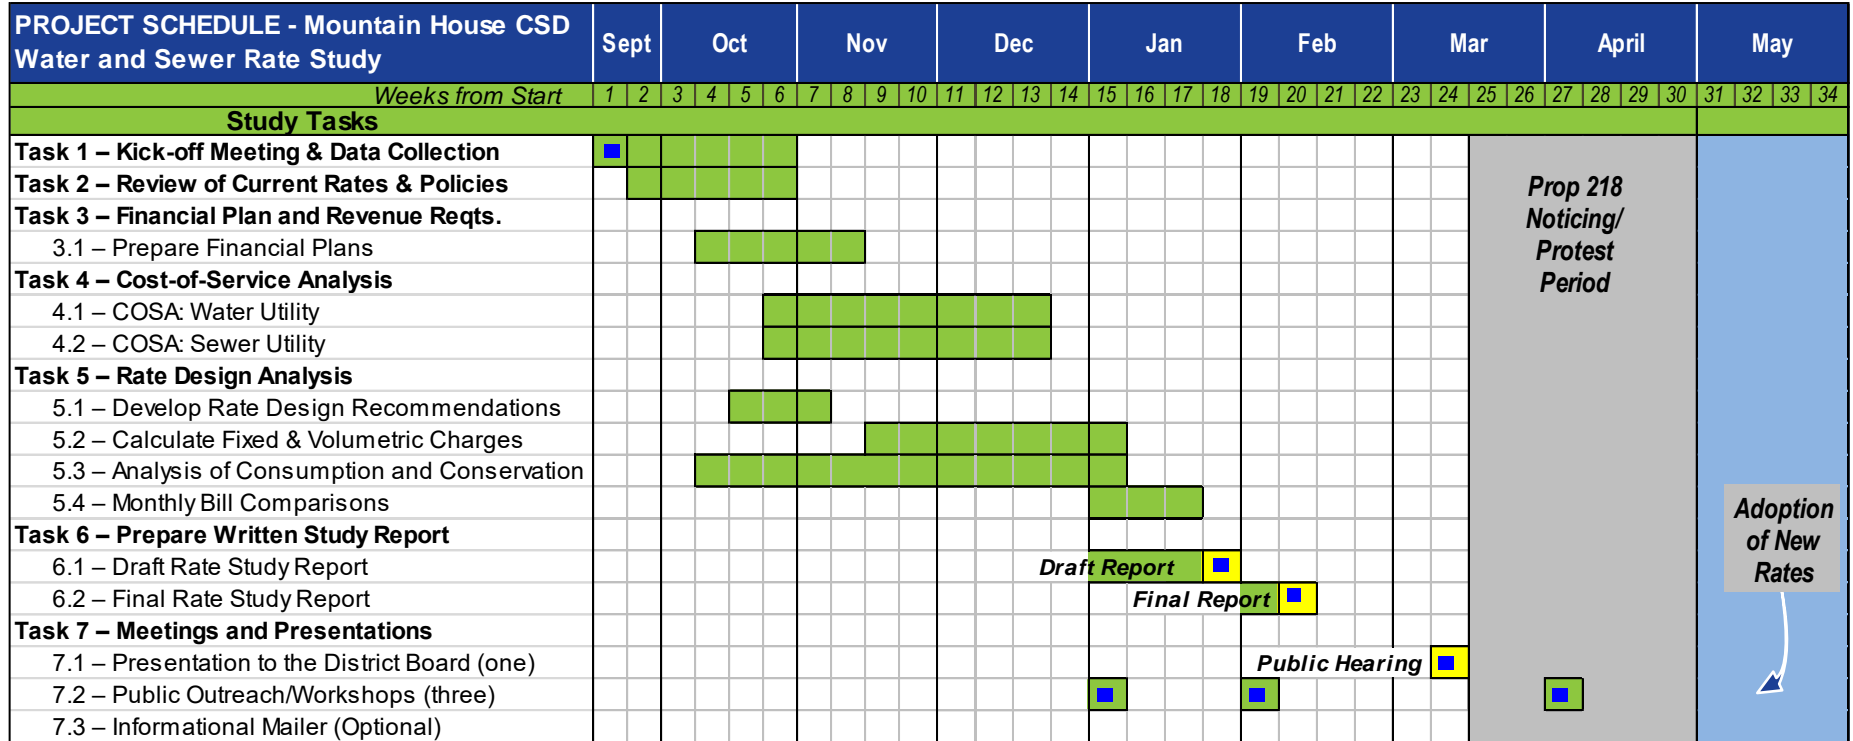 PROJECT SCHEDULE - Mountain House CSD
Water and Sewer Rate Study
Sept Oct Nov Dec Jan Feb Mar April May
Weeks from Start 1 2 3 4 5 6 7 8 9 10 11 12 13 14 15 16 17 18 19 20 21 22 23 24 25 26 27 28 29 30 31 32 33 34
Study Tasks
Task 1 – Kick-off Meeting & Data Collection
Task 2 – Review of Current Rates & Policies
Task 3 – Financial Plan and Revenue Reqts.
3.1 – Prepare Financial Plans
Task 4 – Cost-of-Service Analysis
4.1 – COSA: Water Utility
4.2 – COSA: Sewer Utility
Task 5 – Rate Design Analysis
5.1 – Develop Rate Design Recommendations
5.2 – Calculate Fixed & Volumetric Charges
5.3 – Analysis of Consumption and Conservation
5.4 – Monthly Bill Comparisons
Task 6 – Prepare Written Study Report
6.1 – Draft Rate Study Report
Draft Report
6.2 – Final Rate Study Report
Final Report
Task 7 – Meetings and Presentations
7.1 – Presentation to the District Board (one)
Public Hearing
7.2 – Public Outreach/Workshops (three)
7.3 – Informational Mailer (Optional)
Prop 218
Noticing/
Protest
Period
Adoption
of New
Rates